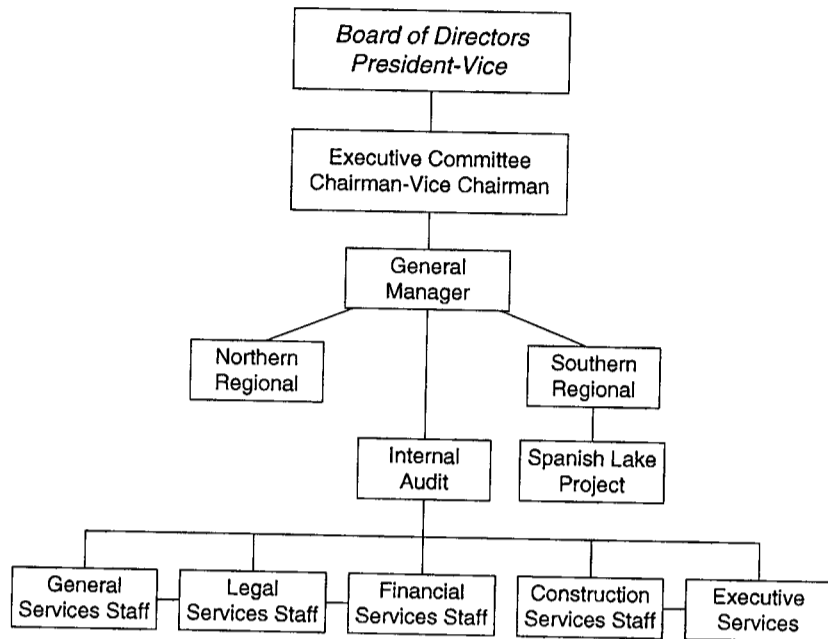 Board of Directors
President-Vice
Executive Committee
Chairman-Vice Chairman
General
Manager
Northern
Regional
Southern
Regional
Internal
Audit
Spanish Lake
Project
General
Services Staff
Legal
Services Staff
Financial
Services Staff
Construction
Services Staff
Executive
Services